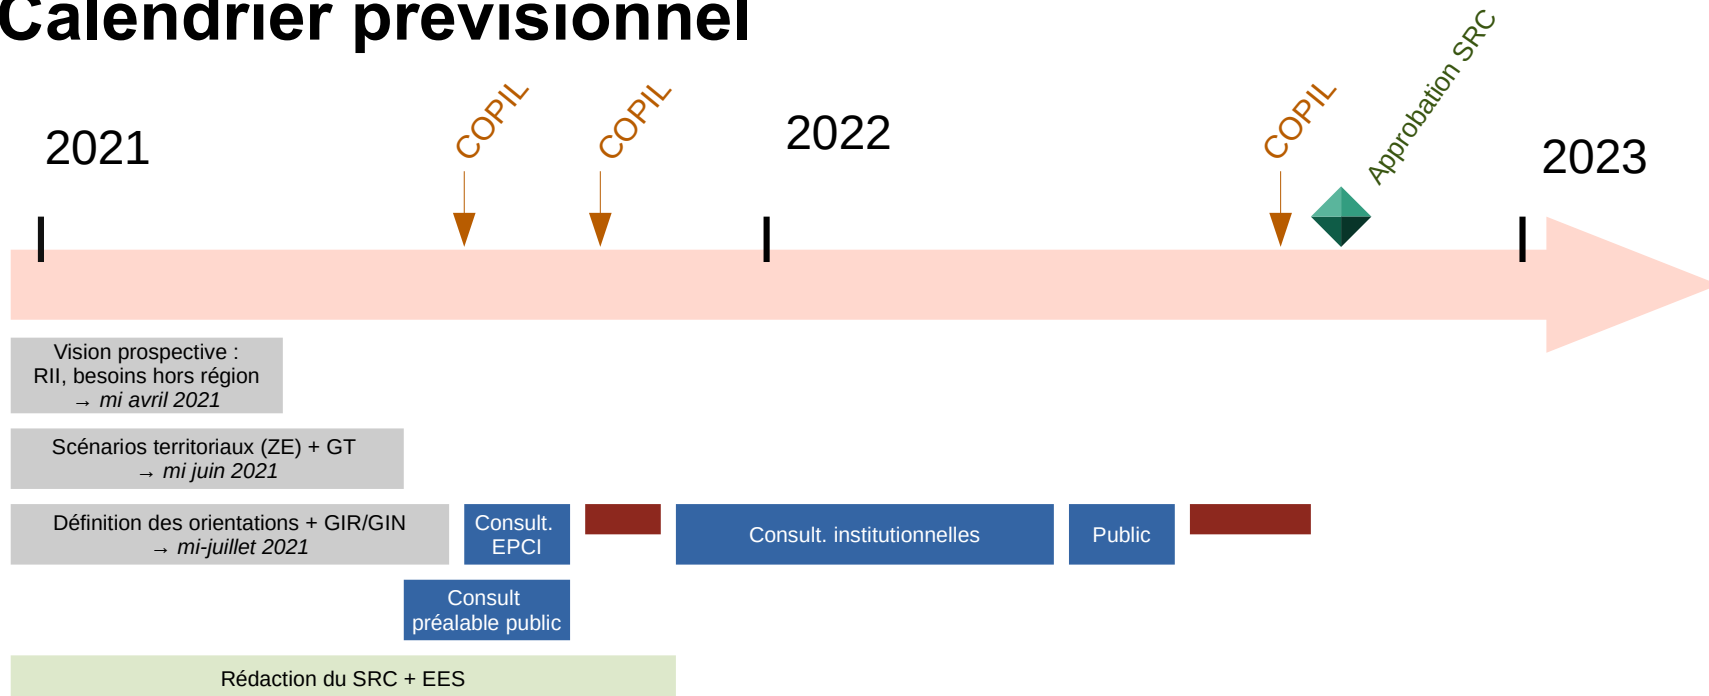 Calendrier prévisionnel
2021
COPIL
COPIL
2022
COPIL
Approbation SRC
2023
Vision prospective :
RII, besoins hors région
→ mi avril 2021
Scénarios territoriaux (ZE) + GT
→ mi juin 2021
Définition des orientations + GIR/GIN
→ mi-juillet 2021
Consult.
EPCI
Consult. institutionnelles
Public
Consult
préalable public
Rédaction du SRC + EES